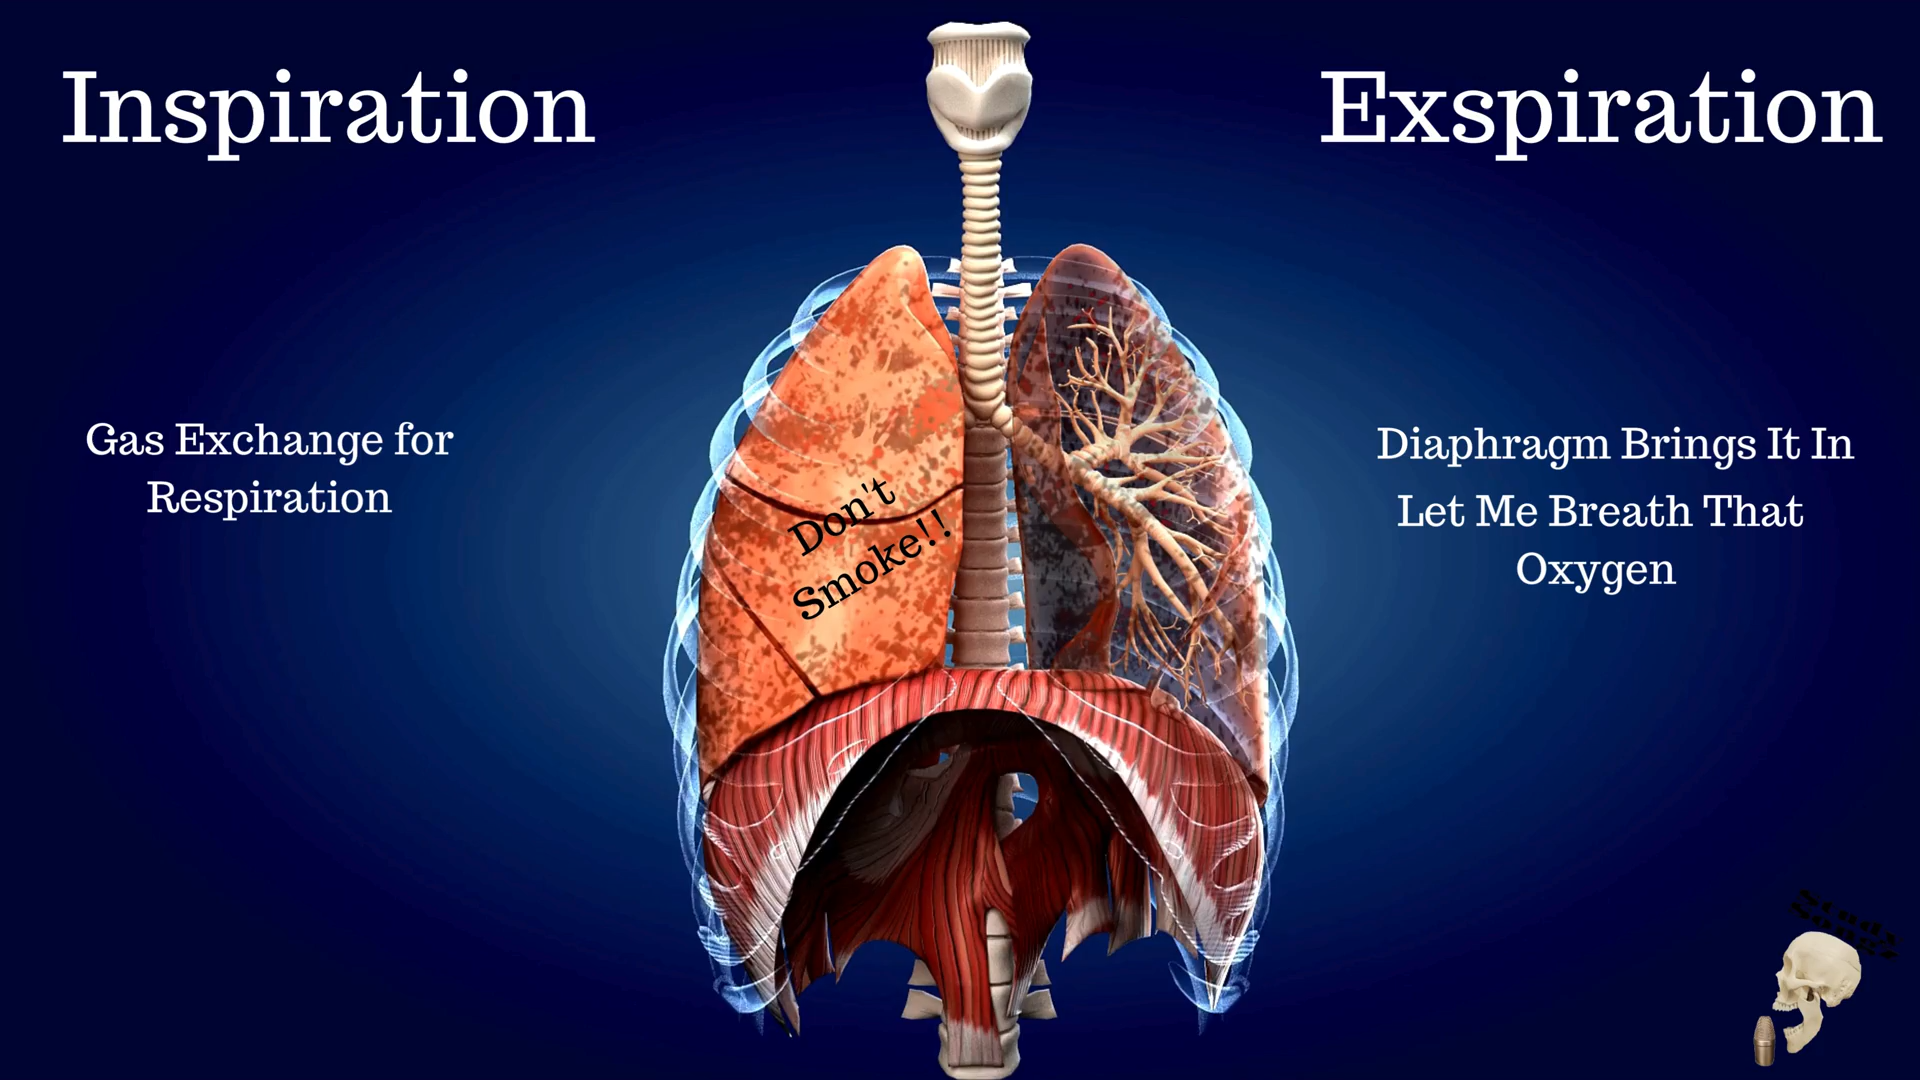 Inspiration
Exspiration
Gas Exchange for
Respiration
Don't
Smoke!!
Diaphragm Brings It In
Let Me Breath That
Oxygen